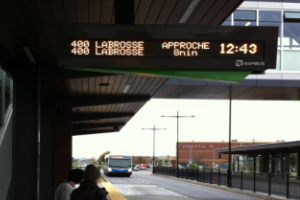 400 LABROSSE APPROCHE 12:43
400 LABROSSE 8min